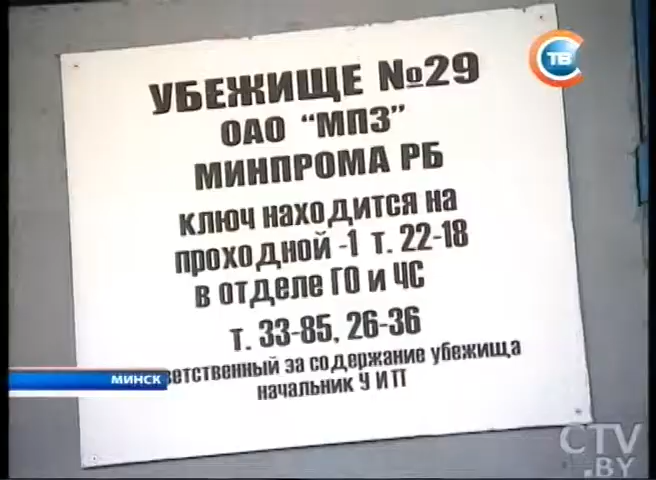 УБЕЖИЩЕ №29
ОАО "МПЗ"
МИНПРОМА РБ
КЛЮЧ НАХОДИТСЯ НА
ПРОХОДНОЙ -1 Т. 22-18
В ОТДЕЛЕ ГО И ЧС
Т. 33-85, 26-36
ветственный за содержание убежища
начальник У И П
СТВ
МИНСК
CTV
.BY